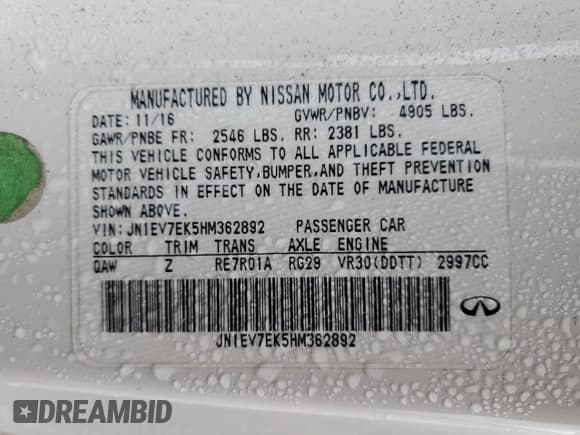 MANUFACTURED BY NISSAN MOTOR CO.,LTD.
DATE: 11/16 GVWR/PNBV: 4905 LBS.
GAWR/PNBE FR: 2546 LBS. RR: 2381 LBS.
THIS VEHICLE CONFORMS TO ALL APPLICABLE FEDERAL
MOTOR VEHICLE SAFETY,BUMPER,AND THEFT PREVENTION
STANDARDS IN EFFECT ON THE DATE OF MANUFACTURE
SHOWN ABOVE.
VIN:JN1EV7EK5HM362892 PASSENGER CAR
COLOR TRIM TRANS AXLE ENGINE
QAW Z RE7R01A RG29 VR30(DDTT) 2997CC
JN1EV7EK5HM362892
DREAMBID